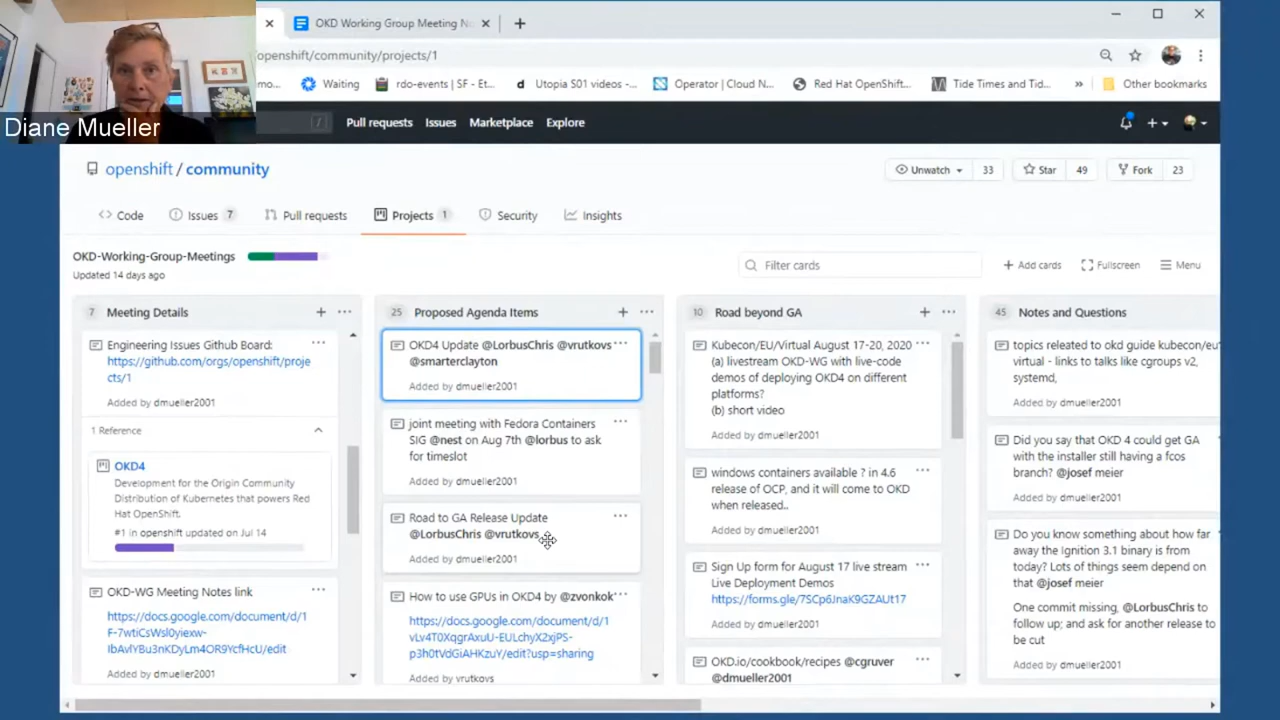 OKD Working Group Meeting N
openshift/community/projects/1
Waiting
rdo-events | SF - Et...
Utopia S01 videos -...
Operator | Cloud N...
Red Hat OpenShift...
Tide Times and Tid...
»
Other bookmarks
Diane Mueller
/
Pull requests
Issues
Marketplace
Explore
openshift / community
Unwatch
33
Star
49
Fork
23
Code
Issues 7
Pull requests
Projects 1
Security
Insights
OKD-Working-Group-Meetings
Updated 14 days ago
Filter cards
+ Add cards
Fullscreen
Menu
7 Meeting Details
Engineering Issues Github Board:
https://github.com/orgs/openshift/proje
cts/1
Added by dmueller2001
1 Reference
OKD4
Development for the Origin Community
Distribution of Kubernetes that powers Red
Hat OpenShift.
#1 in openshift updated on Jul 14
OKD-WG Meeting Notes link
Added by dmueller2001
25 Proposed Agenda Items
OKD4 Update @LorbusChris @vrutkovs
@smarterclayton
Added by dmueller2001
joint meeting with Fedora Containers
SIG @nest on Aug 7th @lorbus to ask
for timeslot
Added by dmueller2001
Road to GA Release Update
@LorbusChris @vrutkovs
Added by dmueller2001
How to use GPUs in OKD4 by @zvonkok
https://docs.google.com/document/d/1
vLv4T0XqgrAxuU-EULchyX2xjPS-
p3h0tVdGiAHKzuY/edit?usp=sharing
Added by vrutkovs
10 Road beyond GA
Kubecon/EU/Virtual August 17-20, 2020
(a) livestream OKD-WG with live-code
demos of deploying OKD4 on different
platforms?
(b) short video
Added by dmueller2001
windows containers available ? in 4.6
release of OCP, and it will come to OKD
when released..
Added by dmueller2001
Sign Up form for August 17 live stream
Live Deployment Demos
https://forms.gle/7SCp6JnaK9GZAUt17
Added by dmueller2001
OKD.io/cookbook/recipes @cgruver
@dmueller2001
45 Notes and Questions
topics releated to okd guide kubecon/eu
virtual - links to talks like cgroups v2,
systemd,
Added by dmueller2001
Did you say that OKD 4 could get GA
with the installer still having a fcos
branch? @josef meier
Added by dmueller2001
Do you know something about how far
away the Ignition 3.1 binary is from
today? Lots of things seem depend on
that @josef meier
One commit missing, @LorbusChris to
follow up; and ask for another release to
be cut
Added by dmueller2001